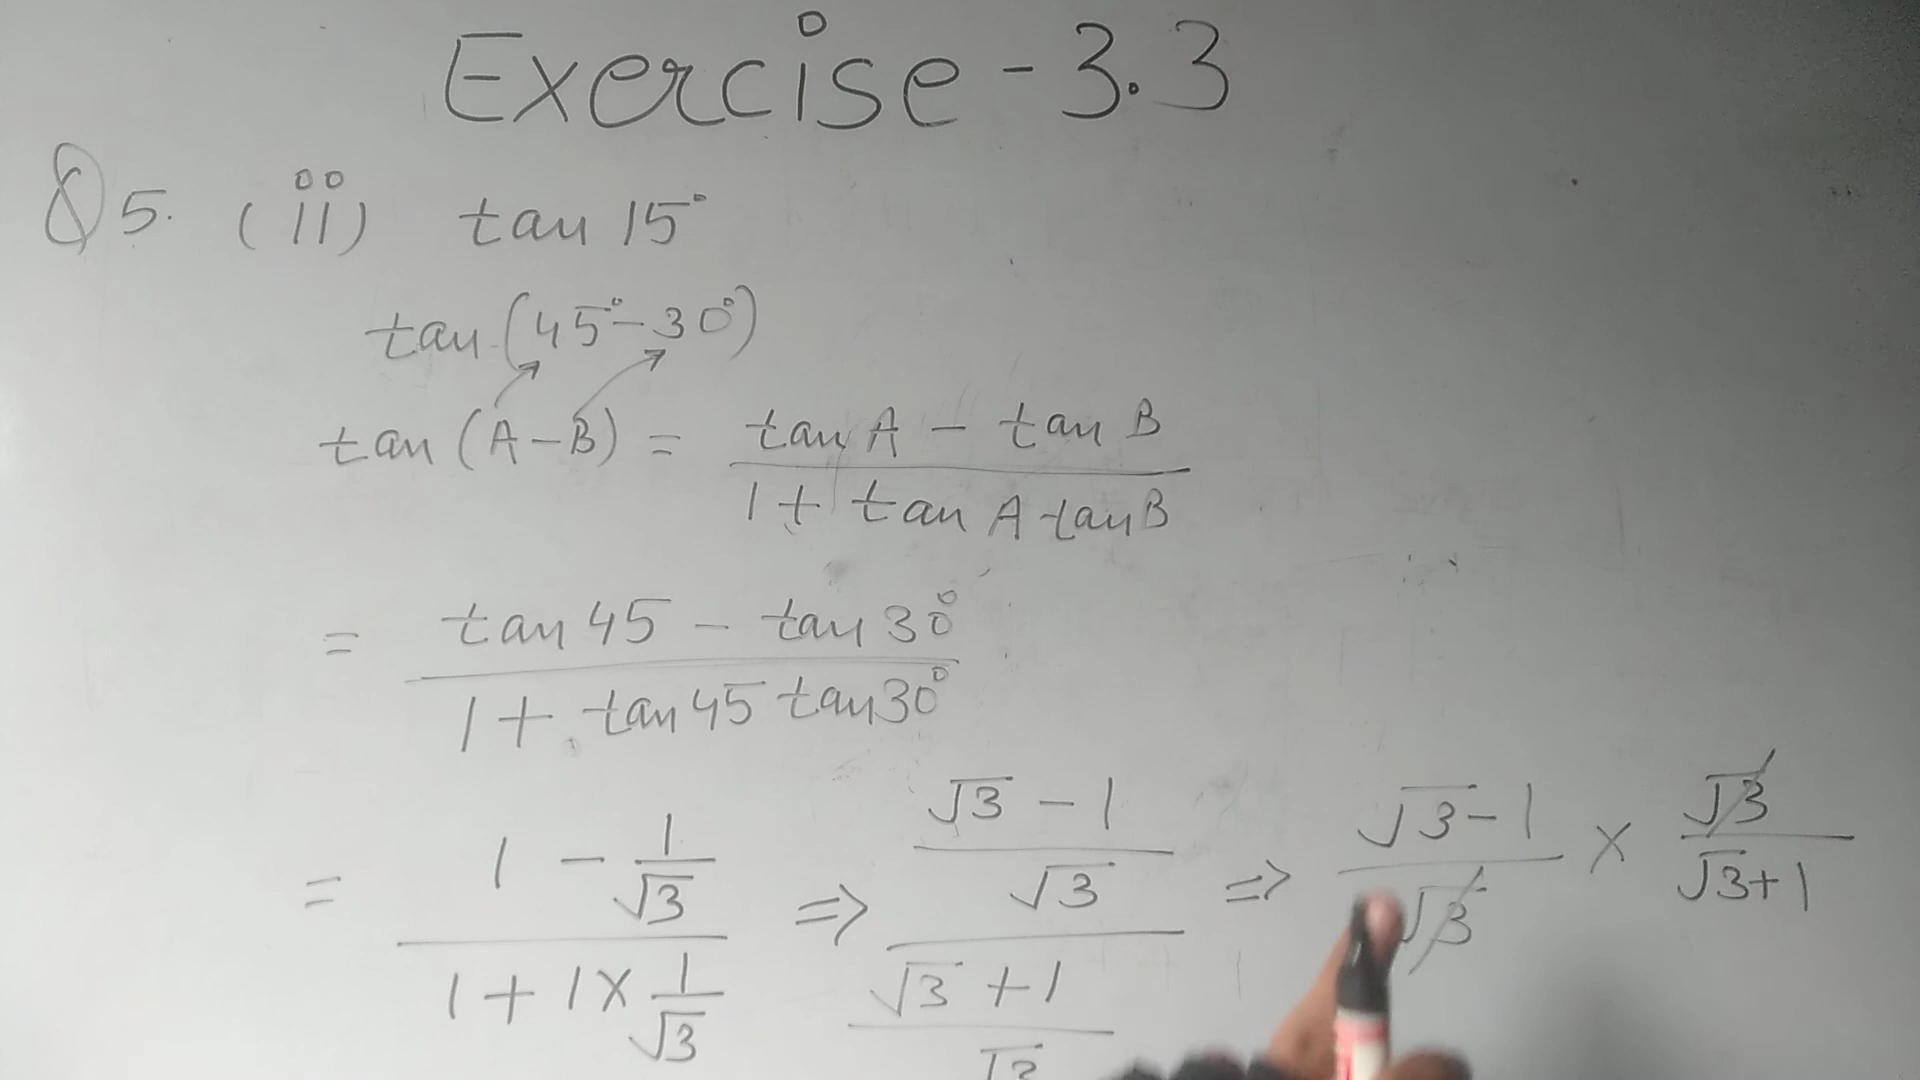 Exercise - 3.3
Q5. (ii) tan 15°
tan (45° - 30°)
tan (A - B) = tan A - tan B
1 + tan A tan B
= tan 45 - tan 30°
1 + tan 45 tan 30°
= 1 - 1/√3 ⇒ √3 - 1 / √3 ⇒ √3 - 1 / √3 × √3 / √3 + 1
1 + 1 × 1/√3 √3 + 1 / √3